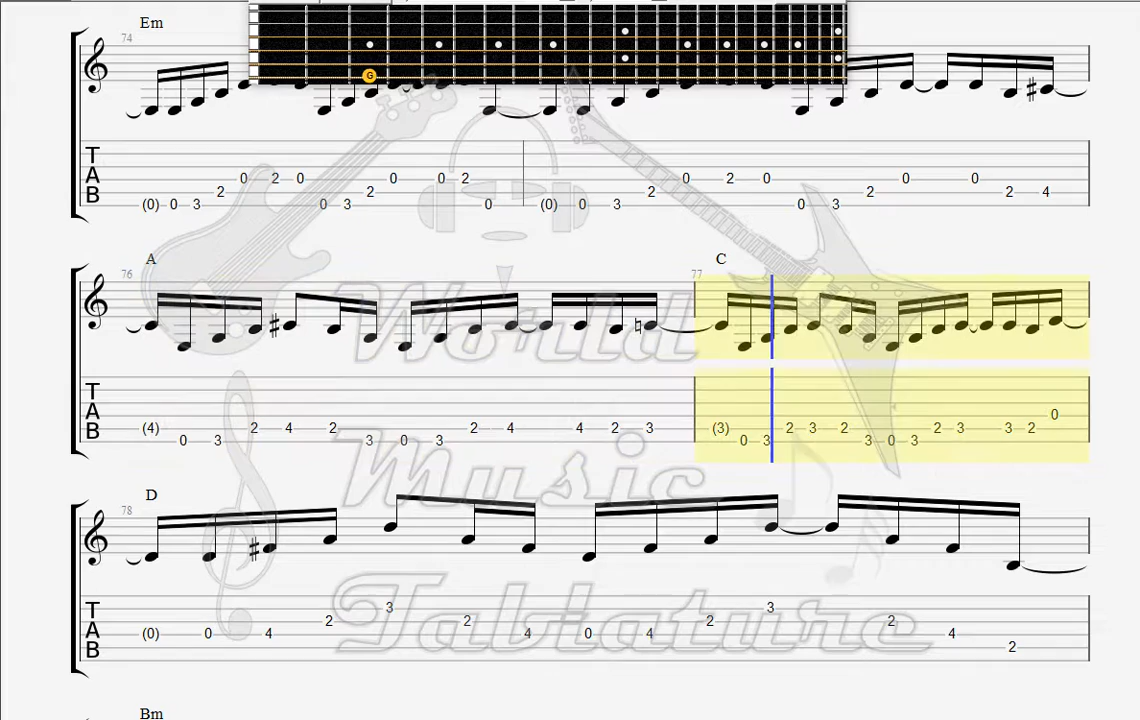 Em
74
G
T
A
B
(0) 0 3 2 0 2 0 0 3 2 0 0 2 0 (0) 0 3 2 0 2 0 0 3 2 0 0 2 4
A
C
76
77
T
A
B
(4) 0 3 2 4 2 3 0 3 2 4 4 2 3 (3) 0 3 2 3 2 3 0 3 2 3 3 2 0
World
Music
D
78
T
A
B
(0) 0 4 2 3 2 4 0 4 2 3 2 4 2
Tablature
Bm